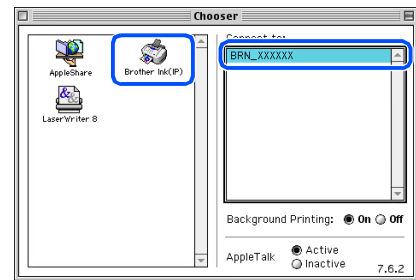 Chooser
Connect to:
AppleShare
Brother Ink(IP)
LaserWriter 8
BRN_XXXXXX
Background Printing: On Off
AppleTalk
Active
Inactive
7.6.2